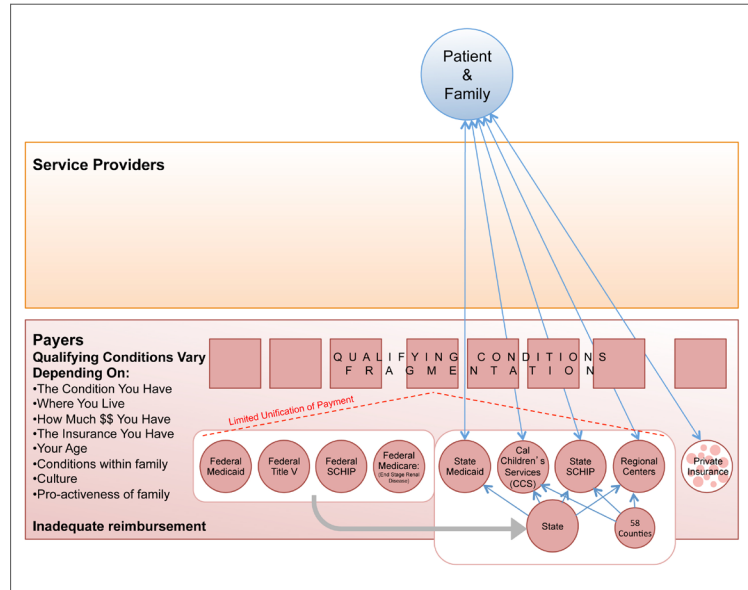 Patient
&
Family
Service Providers
Payers
Qualifying Conditions Vary
Depending On:
•The Condition You Have
•Where You Live
•How Much $$ You Have
•The Insurance You Have
•Your Age
•Conditions within family
•Culture
•Pro-activeness of family
Inadequate reimbursement
QUALIFYING CONDITIONS
FRAGMENTATION
Limited Unification of Payment
Federal
Medicaid
Federal
Title V
Federal
SCHIP
Federal
Medicare:
(End Stage Renal
Disease)
State
Medicaid
Cal
Children's
Services
(CCS)
State
SCHIP
Regional
Centers
Private
Insurance
State
58
Counties